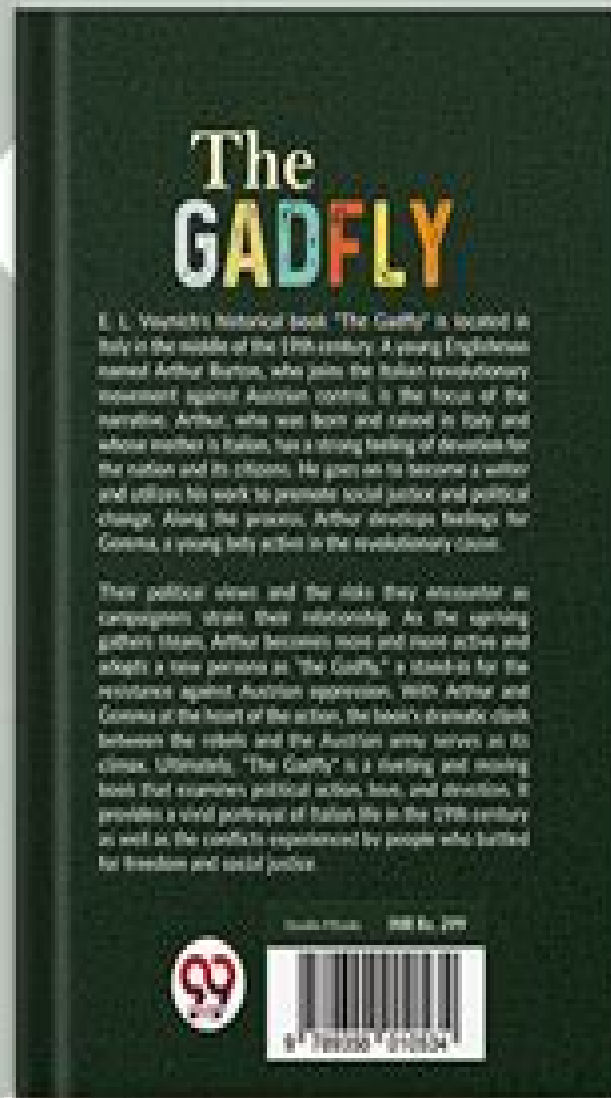 The
GADFLY
E. L. Voynich's historical book "The Gadfly" is located in
Italy in the middle of the 19th century. A young Englishman
named Arthur Burton, who joins the Italian revolutionary
movement against Austrian control, is the focus of the
narrative. Arthur, who was born and raised in Italy and
whose mother is Italian, has a strong feeling of devotion for
the nation and its citizens. He goes on to become a writer
and utilizes his work to promote social justice and political
change. Along the process, Arthur develops feelings for
Gemma, a young lady active in the revolutionary cause.
Their political views and the risks they encounter as
campaigners strain their relationship. As the uprising
gathers steam, Arthur becomes more and more active and
adopts a new persona as "the Gadfly," a stand-in for the
resistance against Austrian oppression. With Arthur and
Gemma at the heart of the action, the book's dramatic clash
between the rebels and the Austrian army serves as its
climax. Ultimately, "The Gadfly" is a riveting and moving
book that examines political action, love, and devotion. It
provides a vivid portrayal of Italian life in the 19th century
as well as the conflicts experienced by people who battled
for freedom and social justice.
INR Rs. 299
99